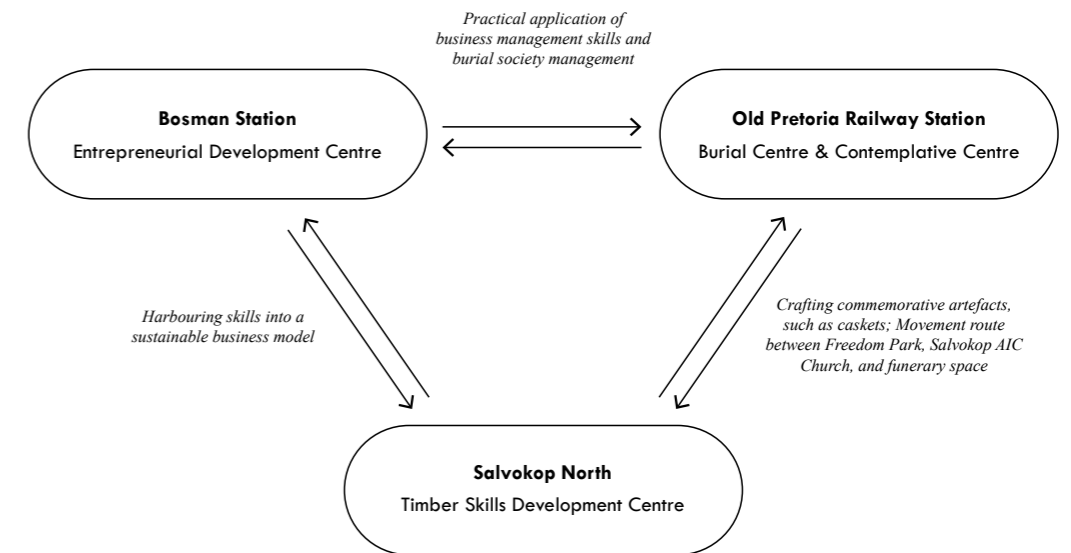 Practical application of
business management skills and
burial society management
Bosman Station
Entrepreneurial Development Centre
Old Pretoria Railway Station
Burial Centre & Contemplative Centre
Harbouring skills into a
sustainable business model
Crafting commemorative artefacts,
such as caskets; Movement route
between Freedom Park, Salvokop AIC
Church, and funerary space
Salvokop North
Timber Skills Development Centre